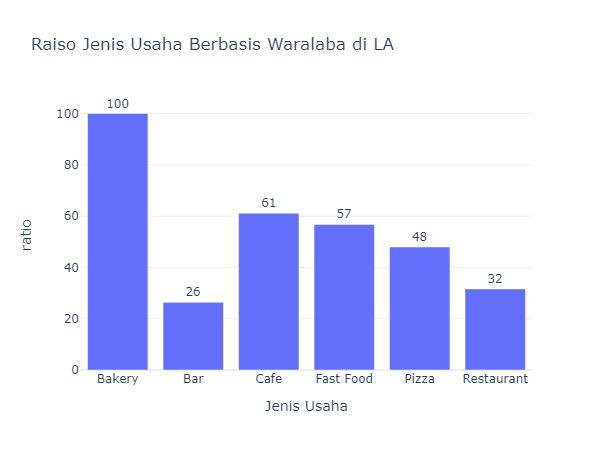 Raiso Jenis Usaha Berbasis Waralaba di LA
100
26
61
57
48
32
100
80
60
40
20
0
ratio
Bakery
Bar
Cafe
Fast Food
Pizza
Restaurant
Jenis Usaha